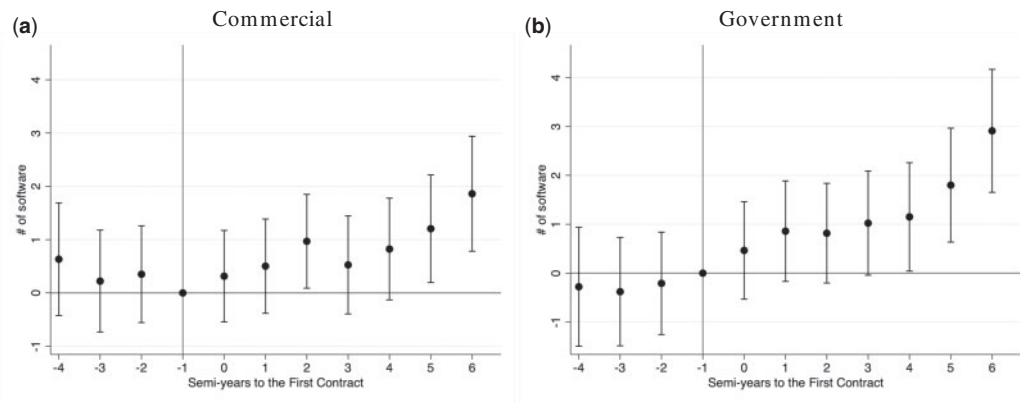 (a) Commercial
# of software
4
3
2
1
0
-1
-4 -3 -2 -1 0 1 2 3 4 5 6
Semi-years to the First Contract
(b) Government
# of software
4
3
2
1
0
-1
-4 -3 -2 -1 0 1 2 3 4 5 6
Semi-years to the First Contract